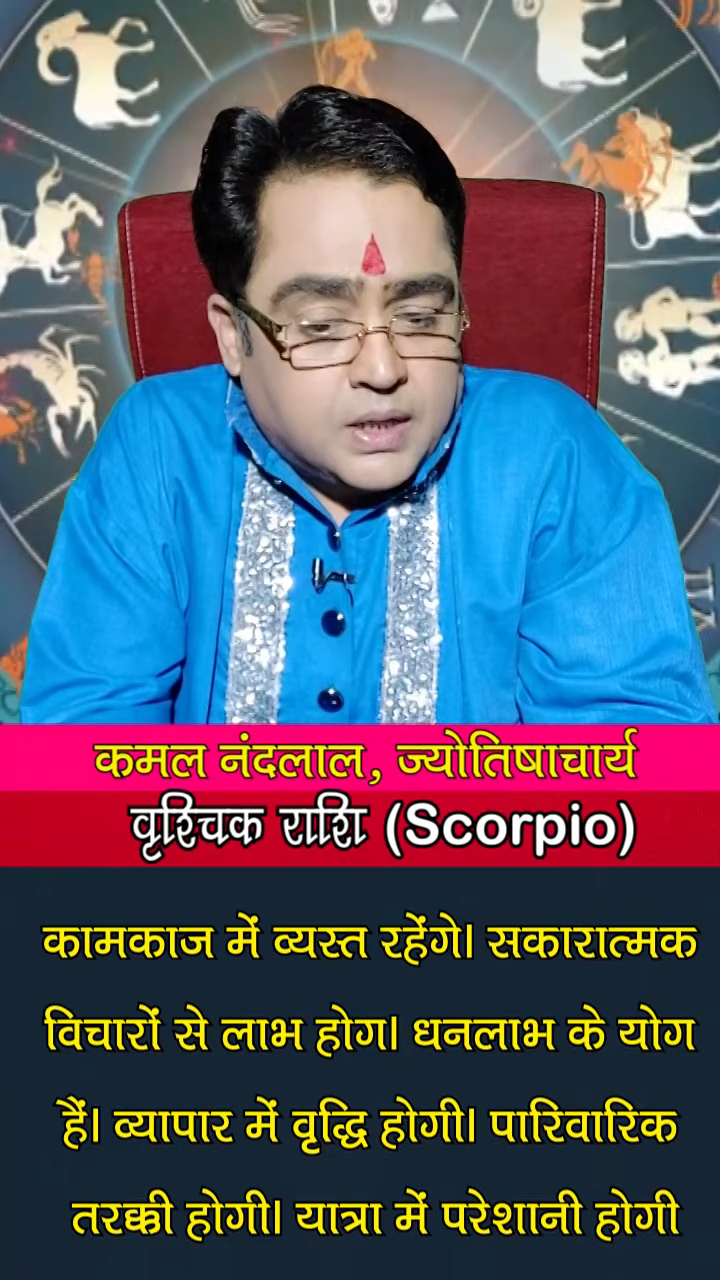 कमल नंदलाल, ज्योतिषाचार्य
वृश्चिक राशि (Scorpio)
कामकाज में व्यस्त रहेंगे। सकारात्मक
विचारों से लाभ होग। धनलाभ के योग
हैं। व्यापार में वृद्धि होगी। पारिवारिक
तरक्की होगी। यात्रा में परेशानी होगी